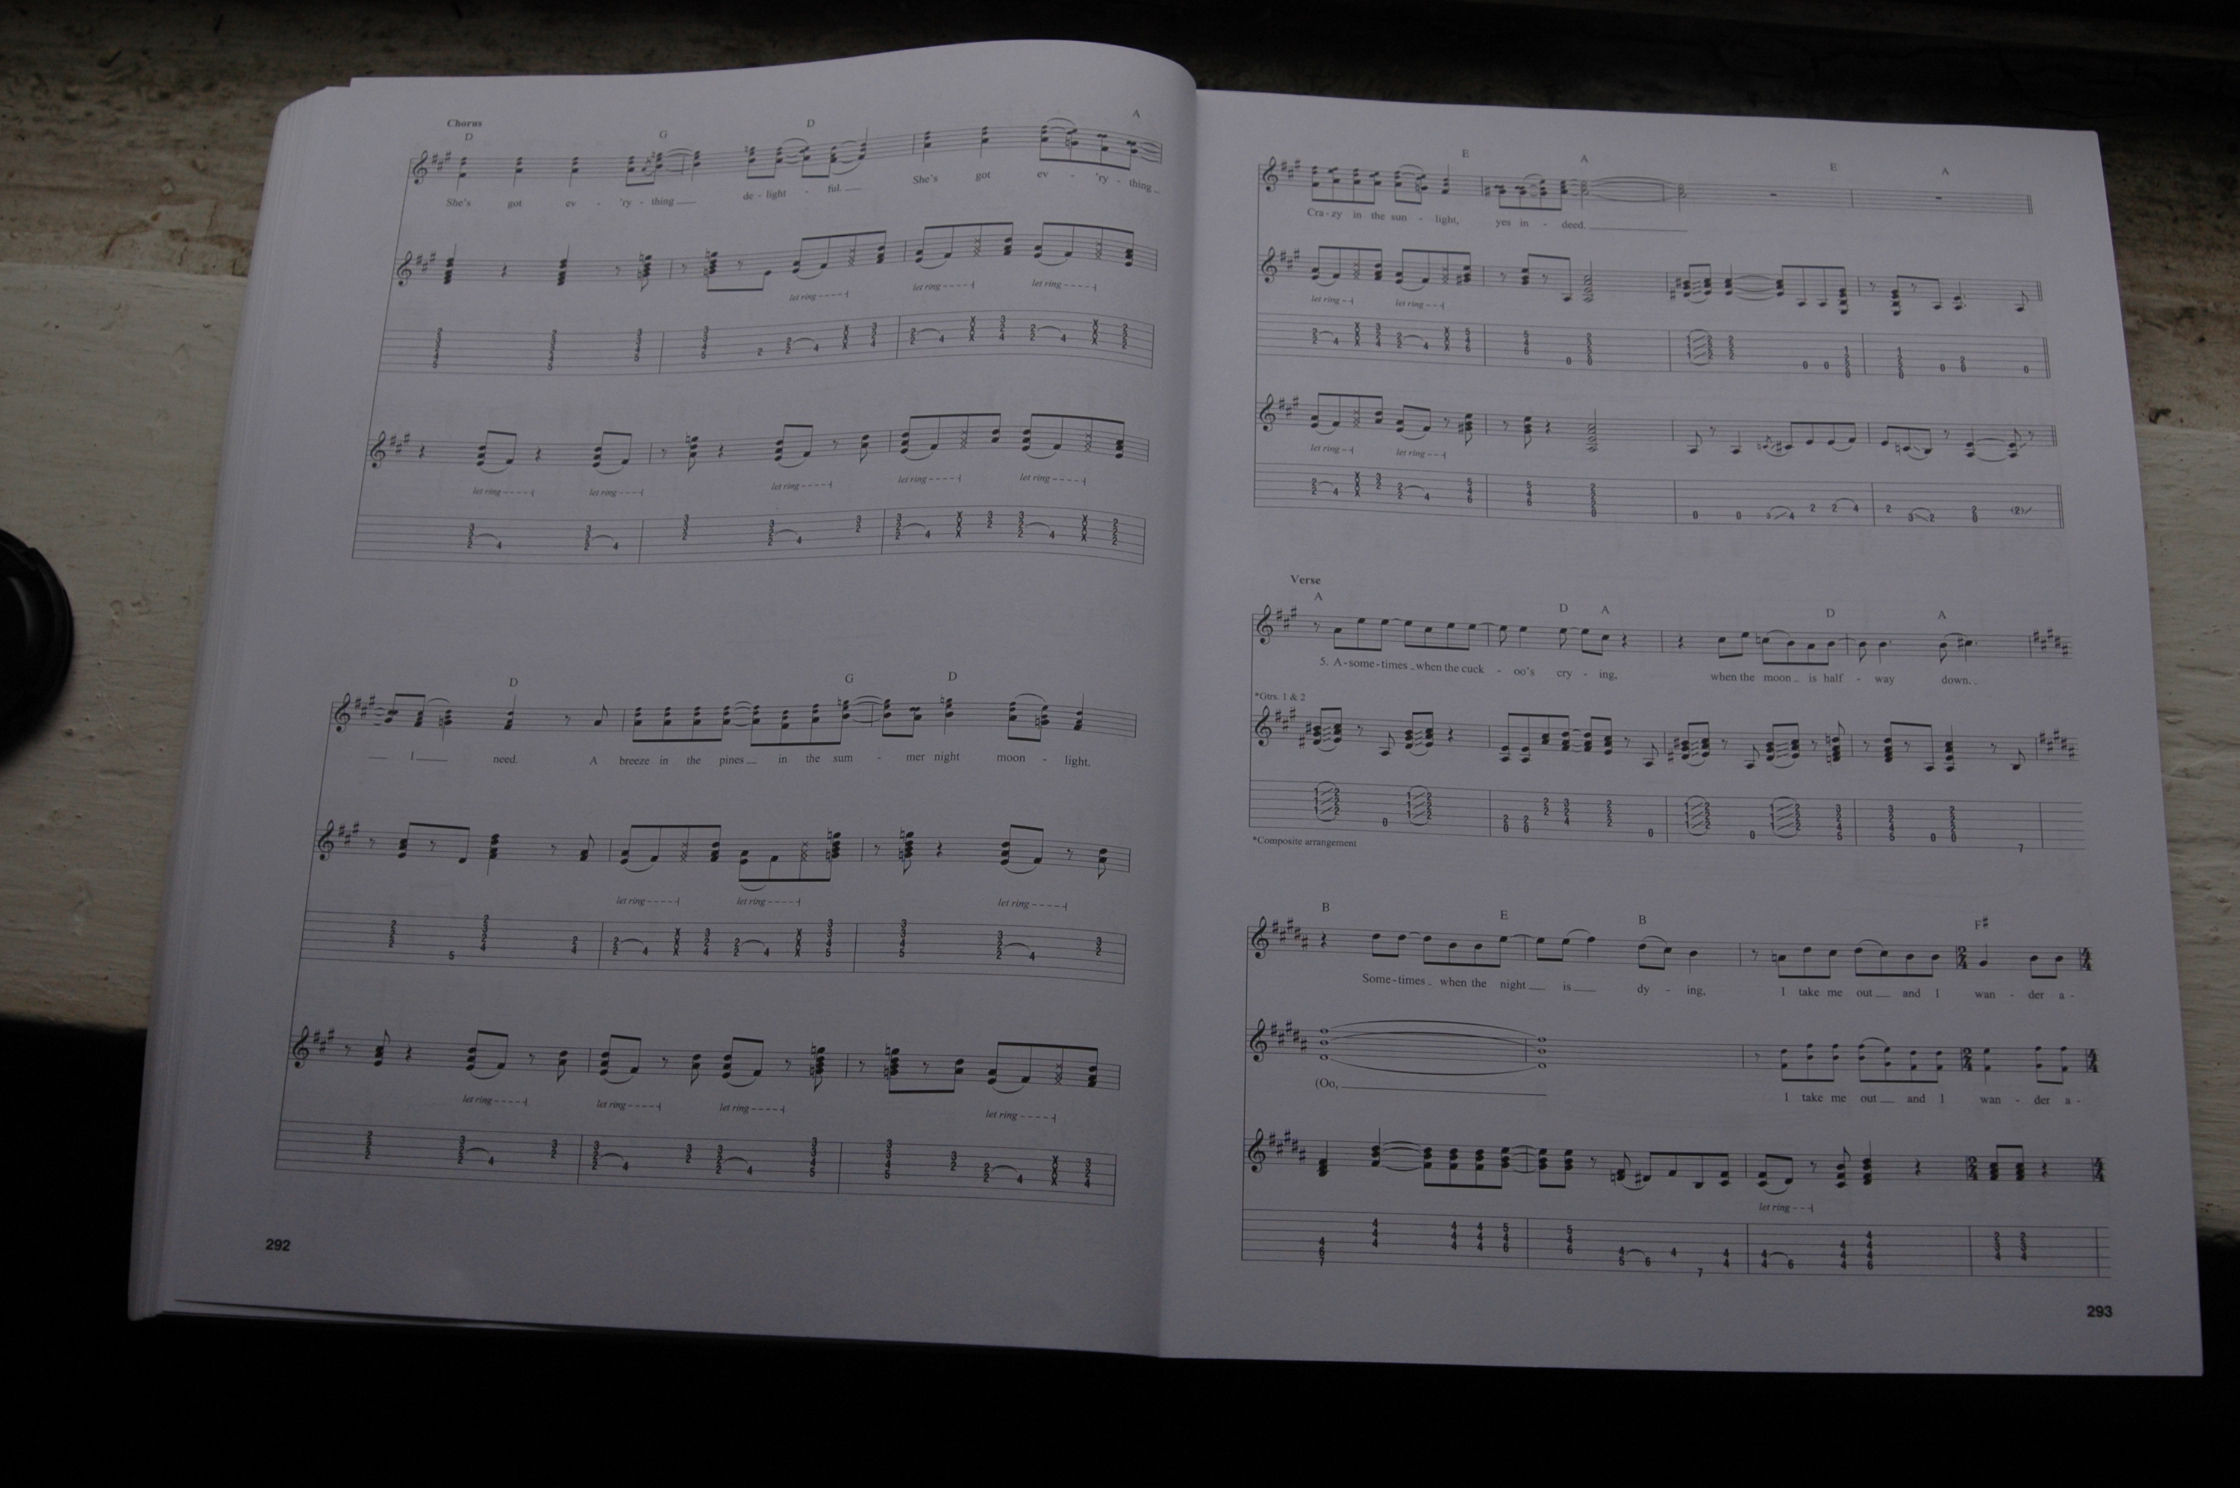 Chorus
D G D A
She's got ev - 'ry - thing de - light - ful. She's got ev - 'ry - thing
let ring let ring let ring
let ring let ring let ring let ring let ring
D G D
I need. A breeze in the pines in the sum - mer night moon - light.
let ring let ring let ring
let ring let ring let ring let ring
292
E A E A
Cra - zy in the sun - light, yes in - deed.
let ring let ring
let ring let ring
Verse
A D A D A
5. A - some - times when the cuck - oo's cry - ing, when the moon is half - way down.
*Gtrs. 1 & 2
*Composite arrangement
B E B F#
Some - times when the night is dy - ing, I take me out and I wan - der a -
(Oo, I take me out and I wan - der a -
let ring
293